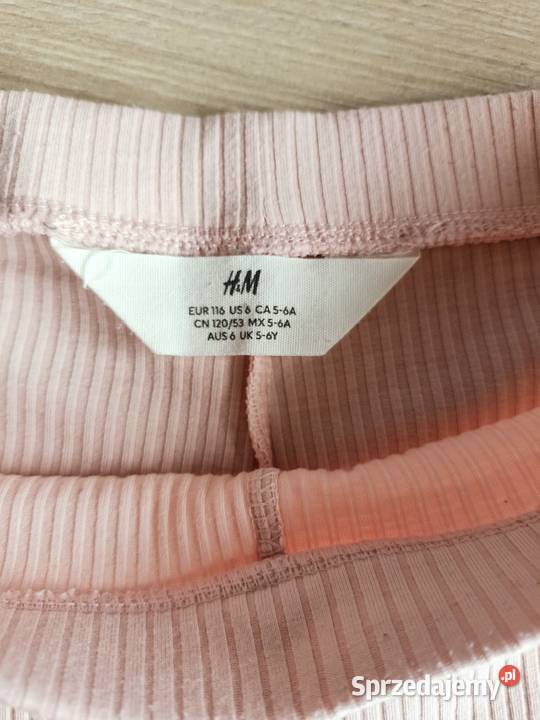 H&M
EUR 116 US 6 CA 5-6A
CN 120/53 MX 5-6A
AUS 6 UK 5-6Y
Sprzedajemy.pl